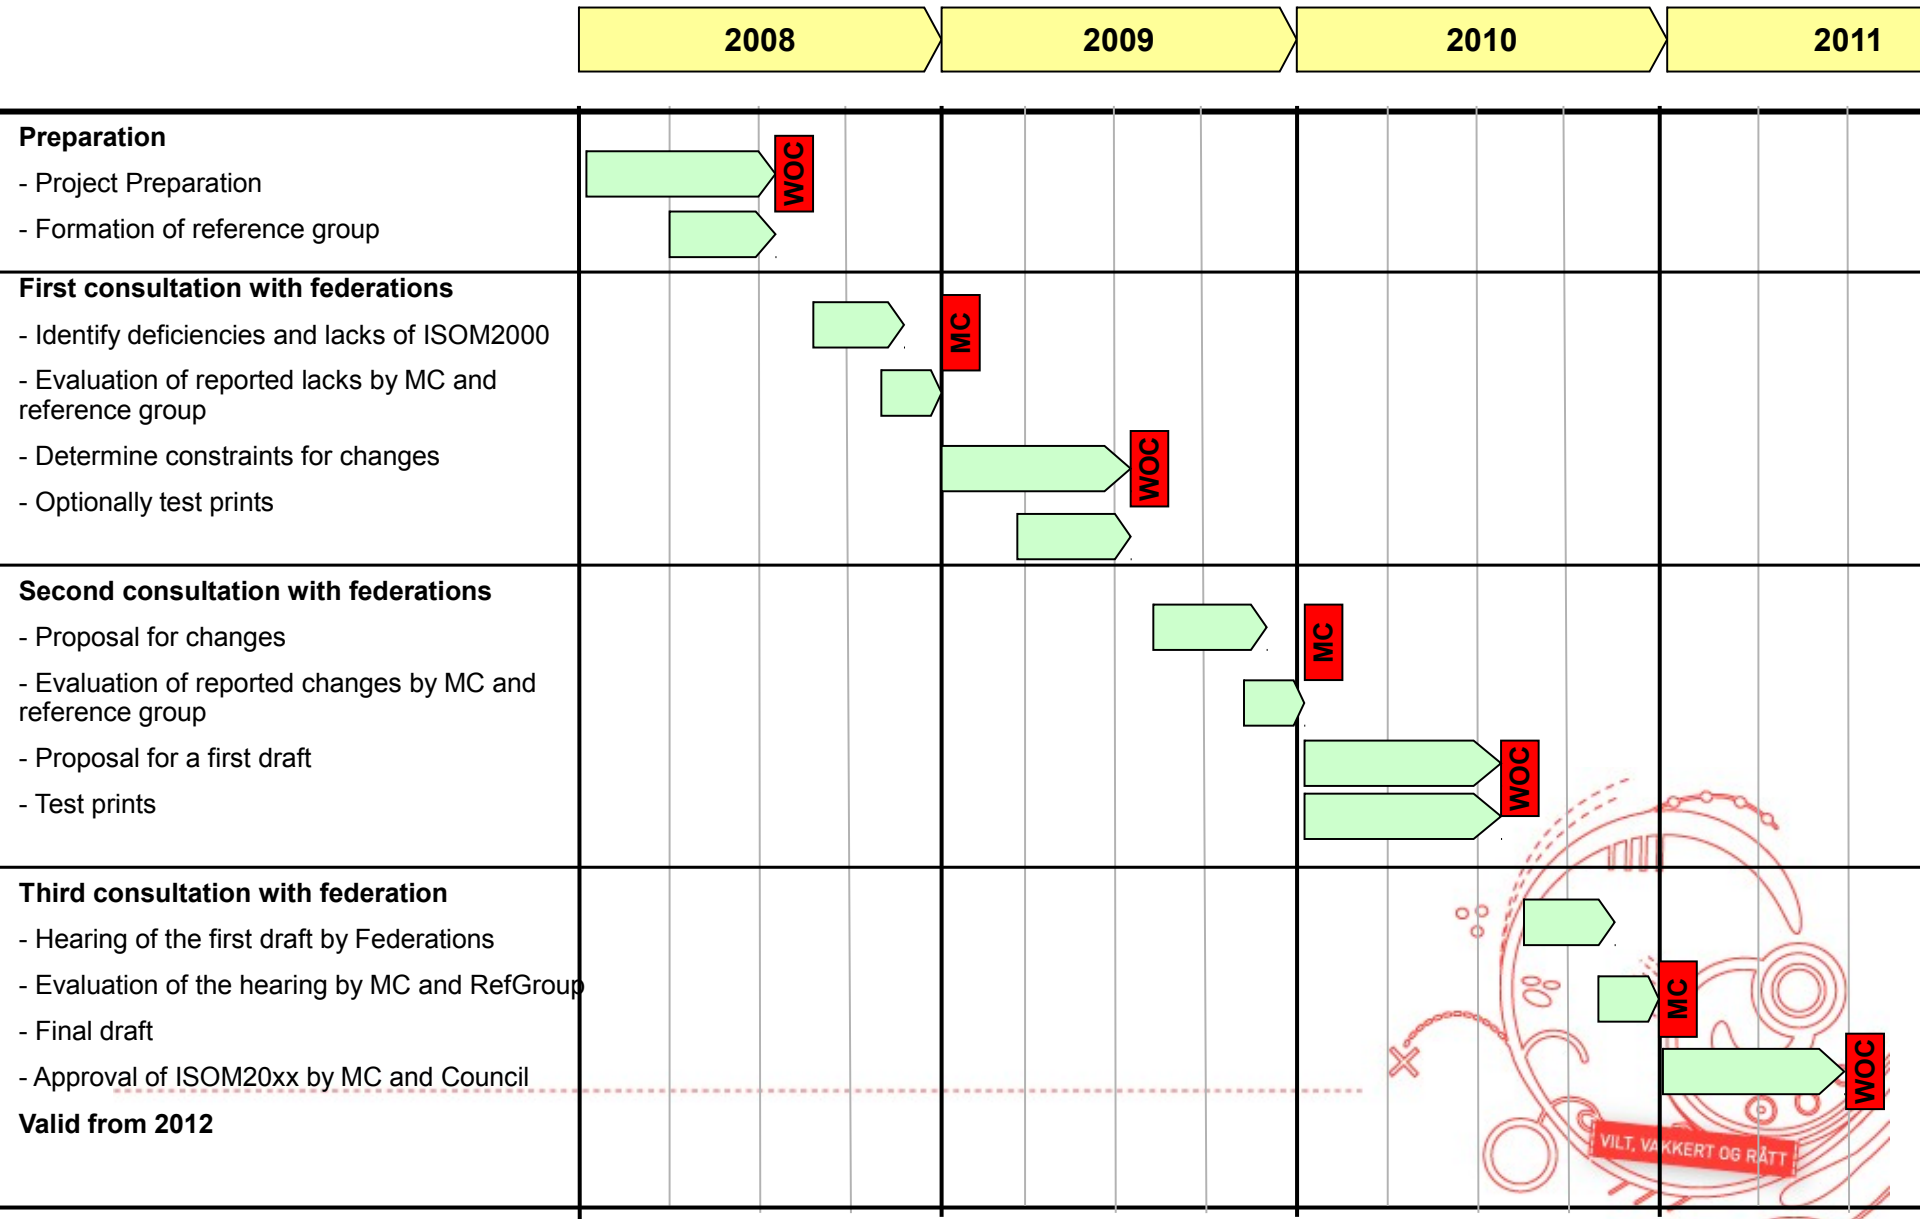 2008 2009 2010 2011
Preparation
- Project Preparation
WOC
- Formation of reference group
First consultation with federations
- Identify deficiencies and lacks of ISOM2000
MC
- Evaluation of reported lacks by MC and
reference group
- Determine constraints for changes
WOC
- Optionally test prints
Second consultation with federations
- Proposal for changes
MC
- Evaluation of reported changes by MC and
reference group
- Proposal for a first draft
WOC
- Test prints
Third consultation with federation
- Hearing of the first draft by Federations
- Evaluation of the hearing by MC and RefGroup
MC
- Final draft
- Approval of ISOM20xx by MC and Council
WOC
Valid from 2012
VILT, VAKKERT OG RÅTT